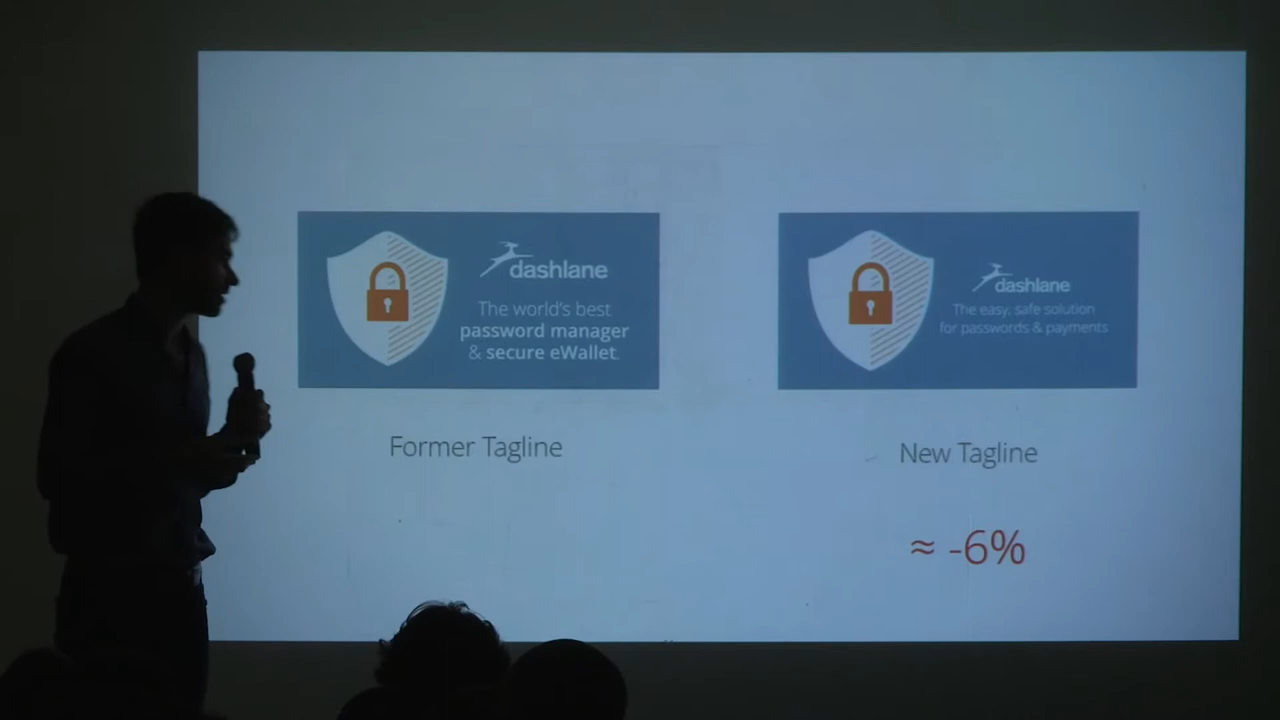 dashlane
The world's best
password manager
& secure eWallet.
Former Tagline
dashlane
The easy, safe solution
for passwords & payments
New Tagline
≈ -6%